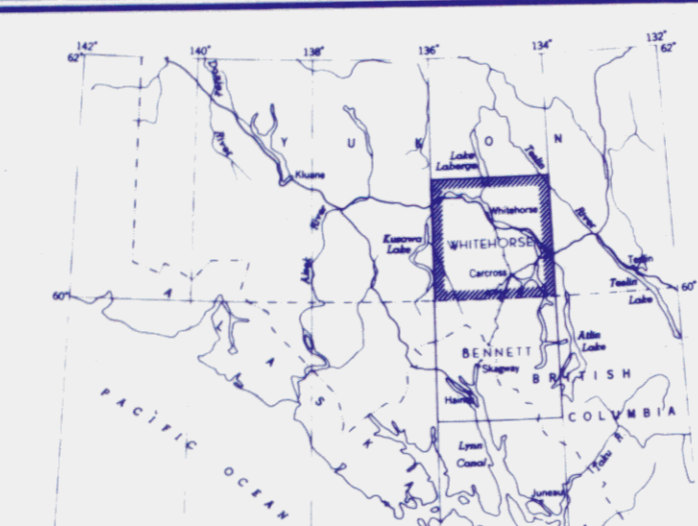 142° 140° 138° 136° 134° 132°
62° 62°
River
YUKON
Lake
Laberge
Teslin
River
Kluane
Whitehorse
River
Kusawa
Lake
WHITEHORSE
Alsek
Carcross
Teslin
Teslin
Lake
60° 60°
ALASKA
Atlin
Lake
BENNETT
Skagway
BRITISH
COLUMBIA
Haines
PACIFIC OCEAN
Lynn
Canal
Taku R
Juneau